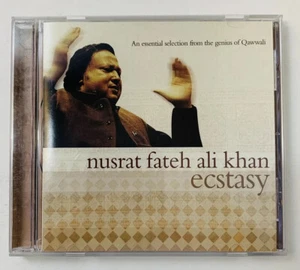 An essential selection from the genius of Qawwali
nusrat fateh ali khan
ecstasy